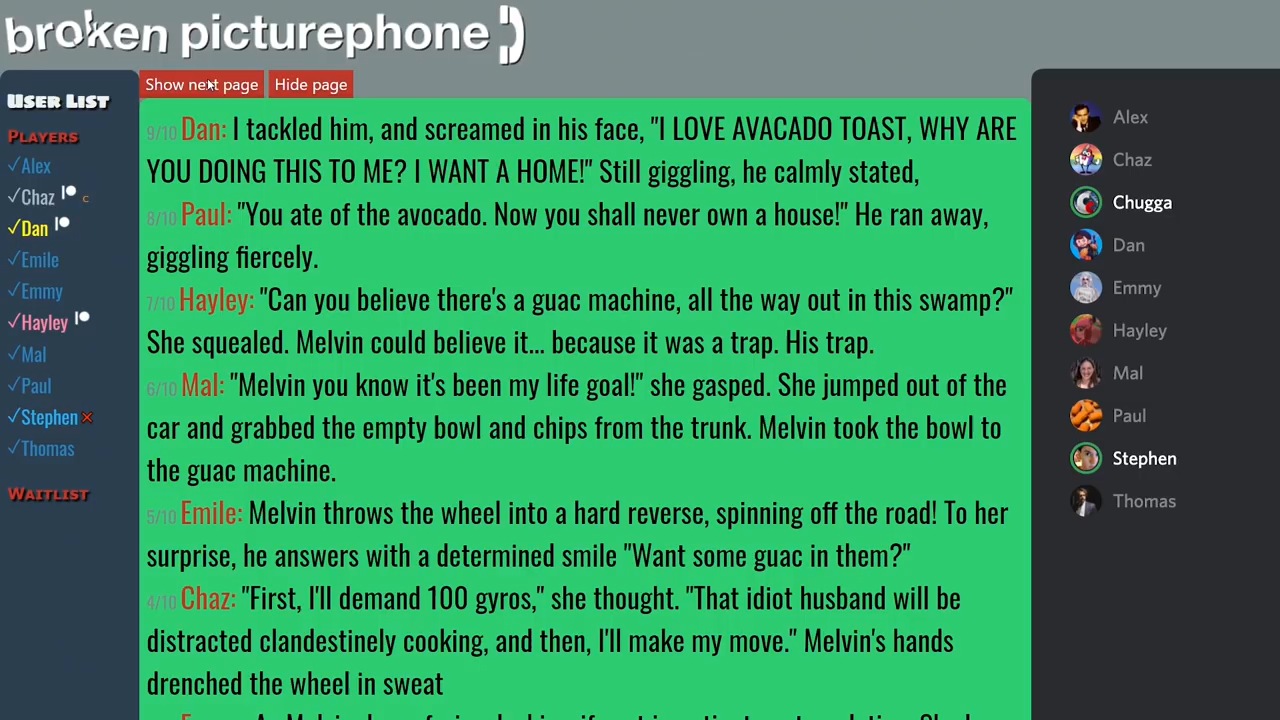 broken picturephone
Show next page
Hide page
USER LIST
PLAYERS
✓Alex
✓Chaz c
✓Dan
✓Emile
✓Emmy
✓Hayley
✓Mal
✓Paul
✓Stephen ✕
✓Thomas
WAITLIST
9/10 Dan: I tackled him, and screamed in his face, "I LOVE AVACADO TOAST, WHY ARE
YOU DOING THIS TO ME? I WANT A HOME!" Still giggling, he calmly stated,
8/10 Paul: "You ate of the avocado. Now you shall never own a house!" He ran away,
giggling fiercely.
7/10 Hayley: "Can you believe there's a guac machine, all the way out in this swamp?"
She squealed. Melvin could believe it... because it was a trap. His trap.
6/10 Mal: "Melvin you know it's been my life goal!" she gasped. She jumped out of the
car and grabbed the empty bowl and chips from the trunk. Melvin took the bowl to
the guac machine.
5/10 Emile: Melvin throws the wheel into a hard reverse, spinning off the road! To her
surprise, he answers with a determined smile "Want some guac in them?"
4/10 Chaz: "First, I'll demand 100 gyros," she thought. "That idiot husband will be
distracted clandestinely cooking, and then, I'll make my move." Melvin's hands
drenched the wheel in sweat
Alex
Chaz
Chugga
Dan
Emmy
Hayley
Mal
Paul
Stephen
Thomas